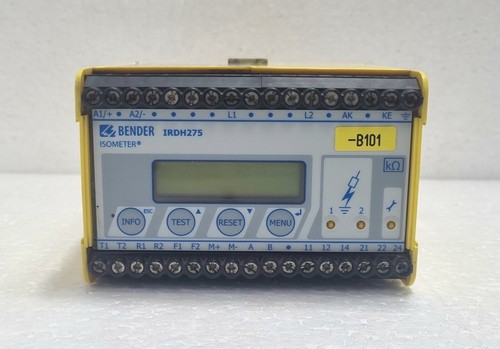 A1/+ • A2/- • • • • L1 • • • L2 • AK • KE
BENDER IRDH275
ISOMETER®
-B101
kΩ
ESC
INFO TEST RESET MENU
1 2
T1 T2 R1 R2 F1 F2 M+ M- A B • 11 12 14 21 22 24